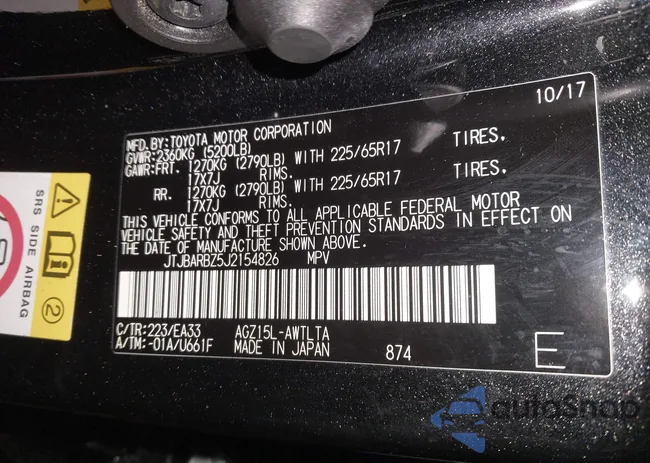 10/17
MFD.BY:TOYOTA MOTOR CORPORATION
GVWR:2360KG (5200LB)
GAWR:FRT. 1270KG (2790LB) WITH 225/65R17 TIRES.
17X7J RIMS.
RR. 1270KG (2790LB) WITH 225/65R17 TIRES.
17X7J RIMS.
THIS VEHICLE CONFORMS TO ALL APPLICABLE FEDERAL MOTOR
VEHICLE SAFETY AND THEFT PREVENTION STANDARDS IN EFFECT ON
THE DATE OF MANUFACTURE SHOWN ABOVE.
JTJBARBZ5J2154826 MPV
C/TR:223/EA33 AGZ15L-AWTLTA
A/TM:-01A/U661F MADE IN JAPAN 874
E
SRS SIDE AIRBAG
2
autoSnap